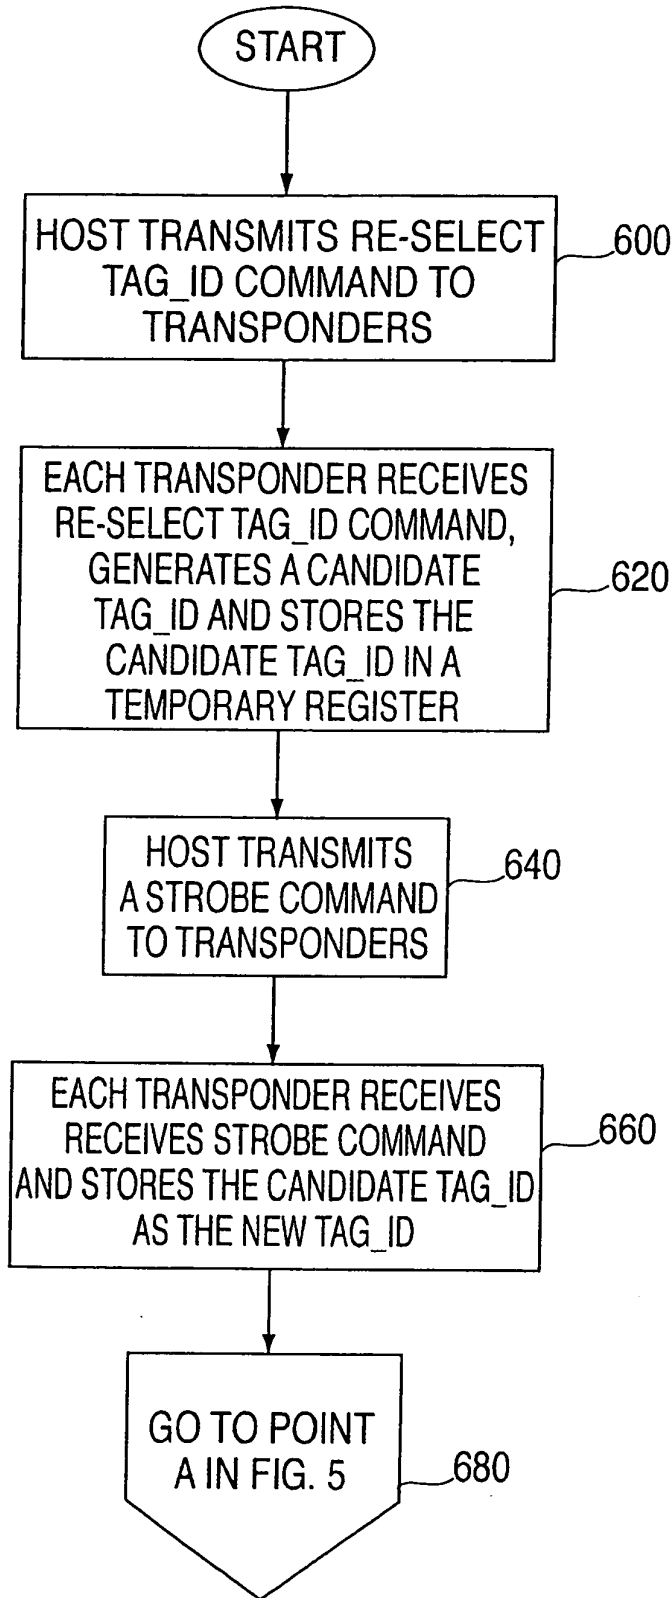 START
HOST TRANSMITS RE-SELECT
TAG_ID COMMAND TO
TRANSPONDERS
600
EACH TRANSPONDER RECEIVES
RE-SELECT TAG_ID COMMAND,
GENERATES A CANDIDATE
TAG_ID AND STORES THE
CANDIDATE TAG_ID IN A
TEMPORARY REGISTER
620
HOST TRANSMITS
A STROBE COMMAND
TO TRANSPONDERS
640
EACH TRANSPONDER RECEIVES
RECEIVES STROBE COMMAND
AND STORES THE CANDIDATE TAG_ID
AS THE NEW TAG_ID
660
GO TO POINT
A IN FIG. 5
680